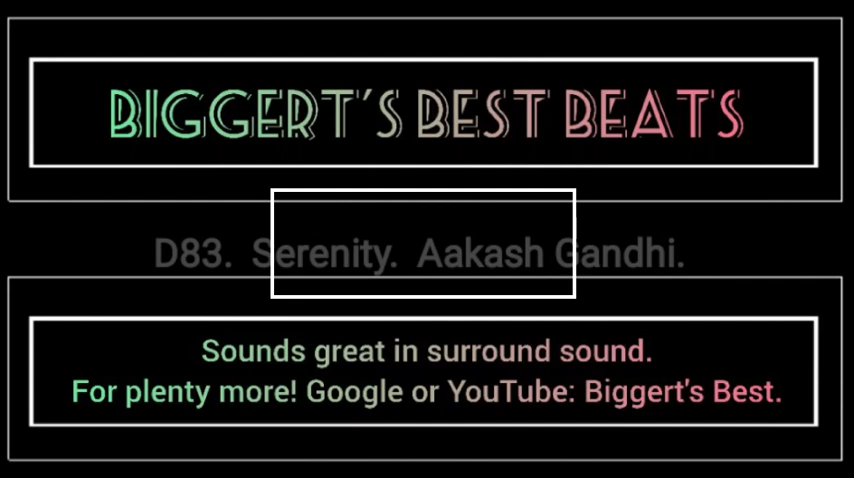 BIGGERT'S BEST BEATS
D83. Serenity. Aakash Gandhi.
Sounds great in surround sound.
For plenty more! Google or YouTube: Biggert's Best.